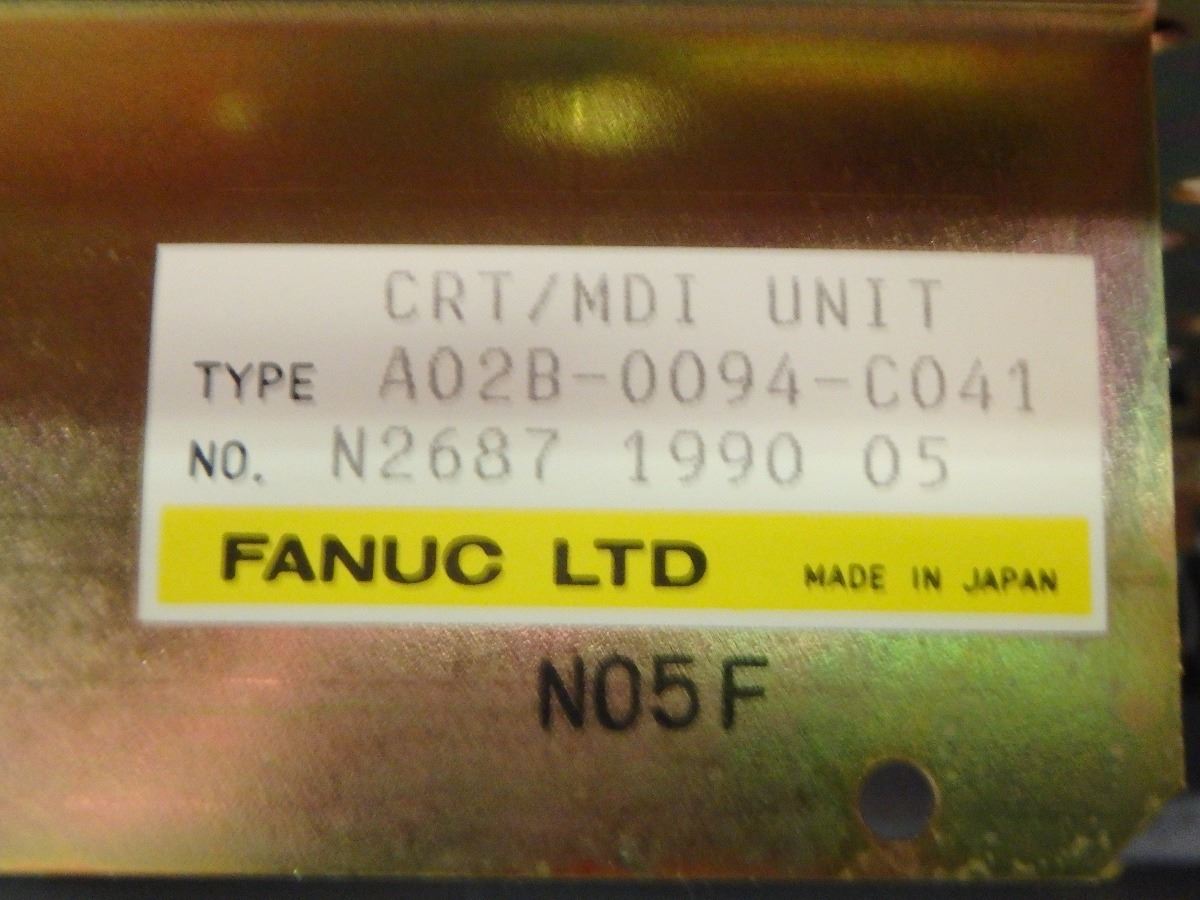 CRT/MDI UNIT
TYPE A02B-0094-C041
NO. N2687 1990 05
FANUC LTD MADE IN JAPAN
N05F